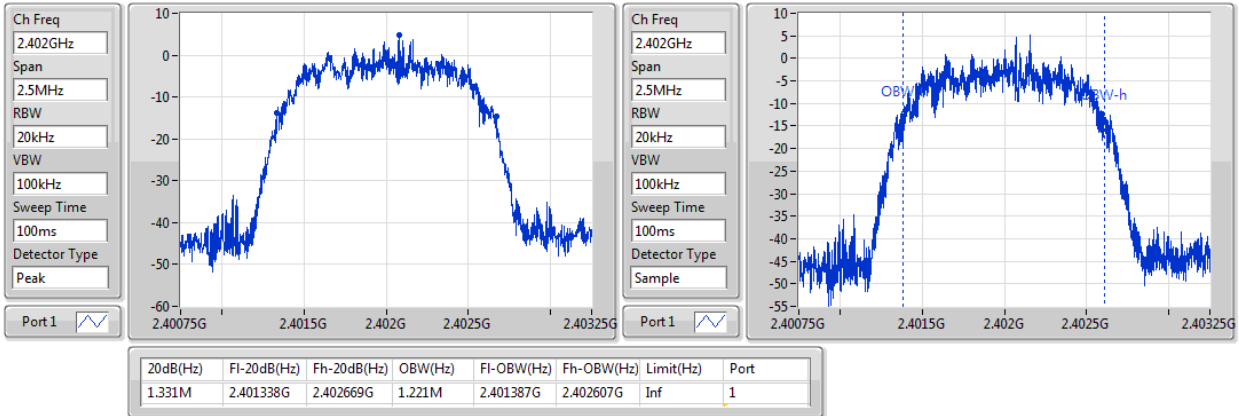 Ch Freq
2.402GHz
Span
2.5MHz
RBW
20kHz
VBW
100kHz
Sweep Time
100ms
Detector Type
Peak
Port 1
10
0
-10
-20
-30
-40
-50
-60
2.40075G 2.4015G 2.402G 2.4025G 2.40325G
Ch Freq
2.402GHz
Span
2.5MHz
RBW
20kHz
VBW
100kHz
Sweep Time
100ms
Detector Type
Sample
Port 1
10
5
0
-5
-10
-15
-20
-25
-30
-35
-40
-45
-50
-55
OBW
-h
2.40075G 2.4015G 2.402G 2.4025G 2.40325G
20dB(Hz) Fl-20dB(Hz) Fh-20dB(Hz) OBW(Hz) Fl-OBW(Hz) Fh-OBW(Hz) Limit(Hz) Port
1.331M 2.401338G 2.402669G 1.221M 2.401387G 2.402607G Inf 1